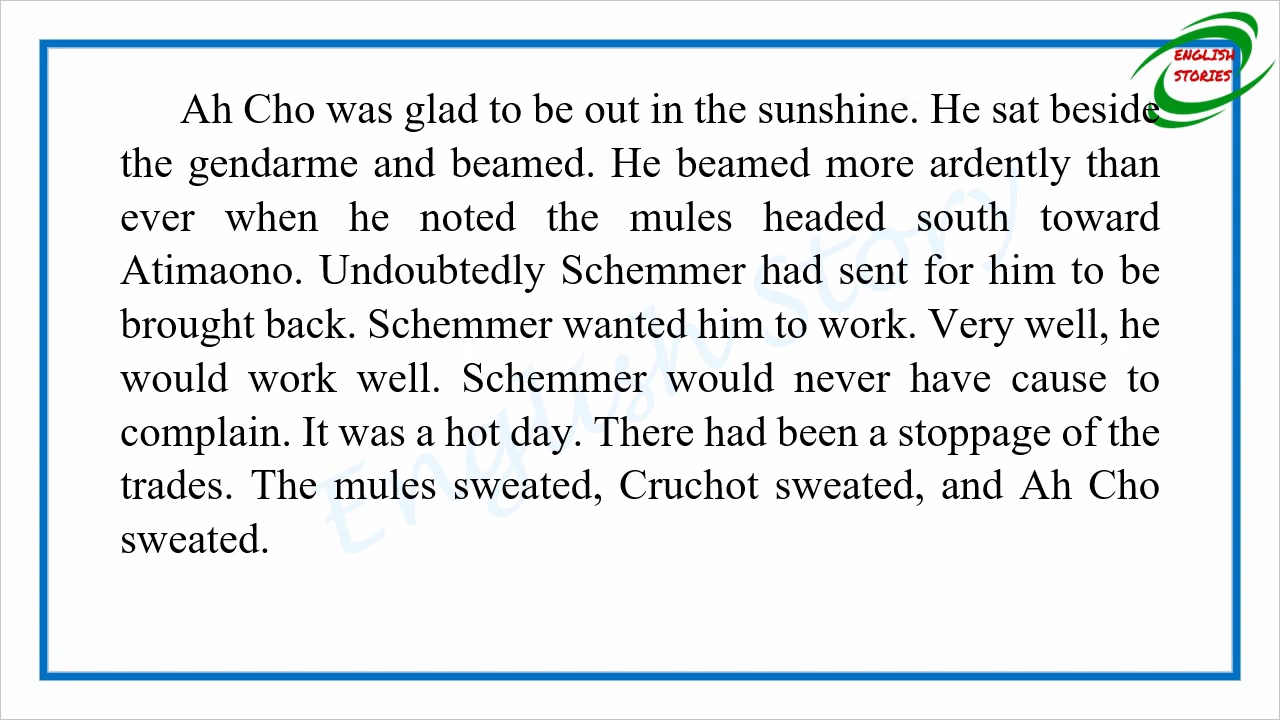 ENGLISH
STORIES
Ah Cho was glad to be out in the sunshine. He sat beside
the gendarme and beamed. He beamed more ardently than
ever when he noted the mules headed south toward
Atimaono. Undoubtedly Schemmer had sent for him to be
brought back. Schemmer wanted him to work. Very well, he
would work well. Schemmer would never have cause to
complain. It was a hot day. There had been a stoppage of the
trades. The mules sweated, Cruchot sweated, and Ah Cho
sweated.
English Story